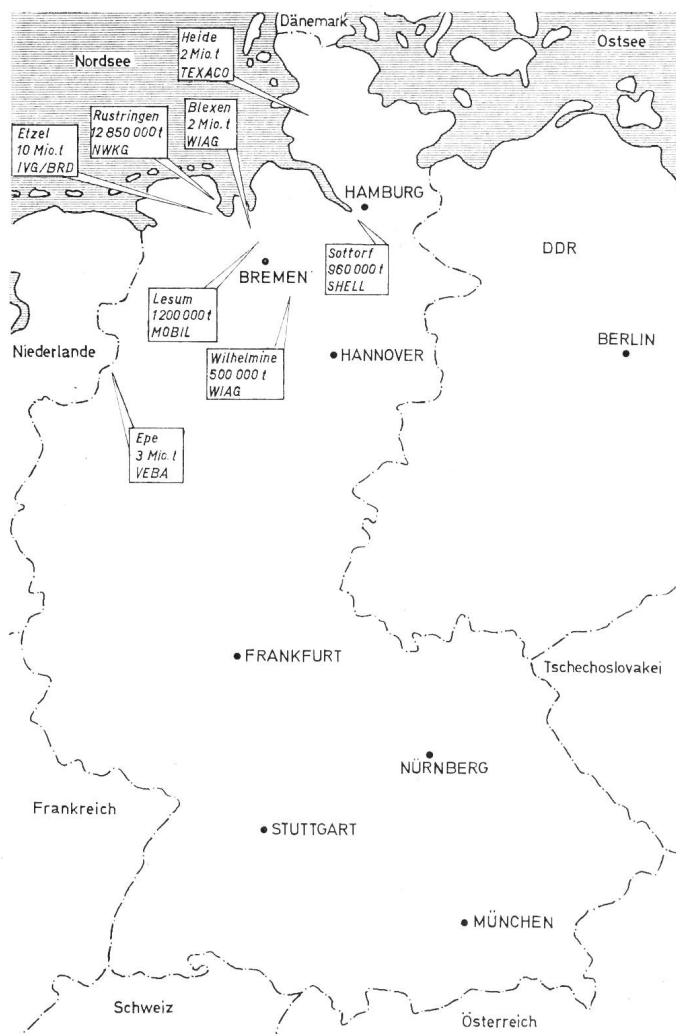 Dänemark
Ostsee
Nordsee
Heide
2 Mio.t
TEXACO
Rustringen
12 850 000 t
NWKG
Blexen
2 Mio.t
WIAG
Etzel
10 Mio.t
IVG/BRD
HAMBURG
Sottorf
960 000 t
SHELL
DDR
BREMEN
Lesum
1200 000 t
MOBIL
Niederlande
Wilhelmine
500 000 t
WIAG
HANNOVER
BERLIN
Epe
3 Mio. t
VEBA
FRANKFURT
Tschechoslovakei
NÜRNBERG
Frankreich
STUTTGART
MÜNCHEN
Schweiz
Österreich